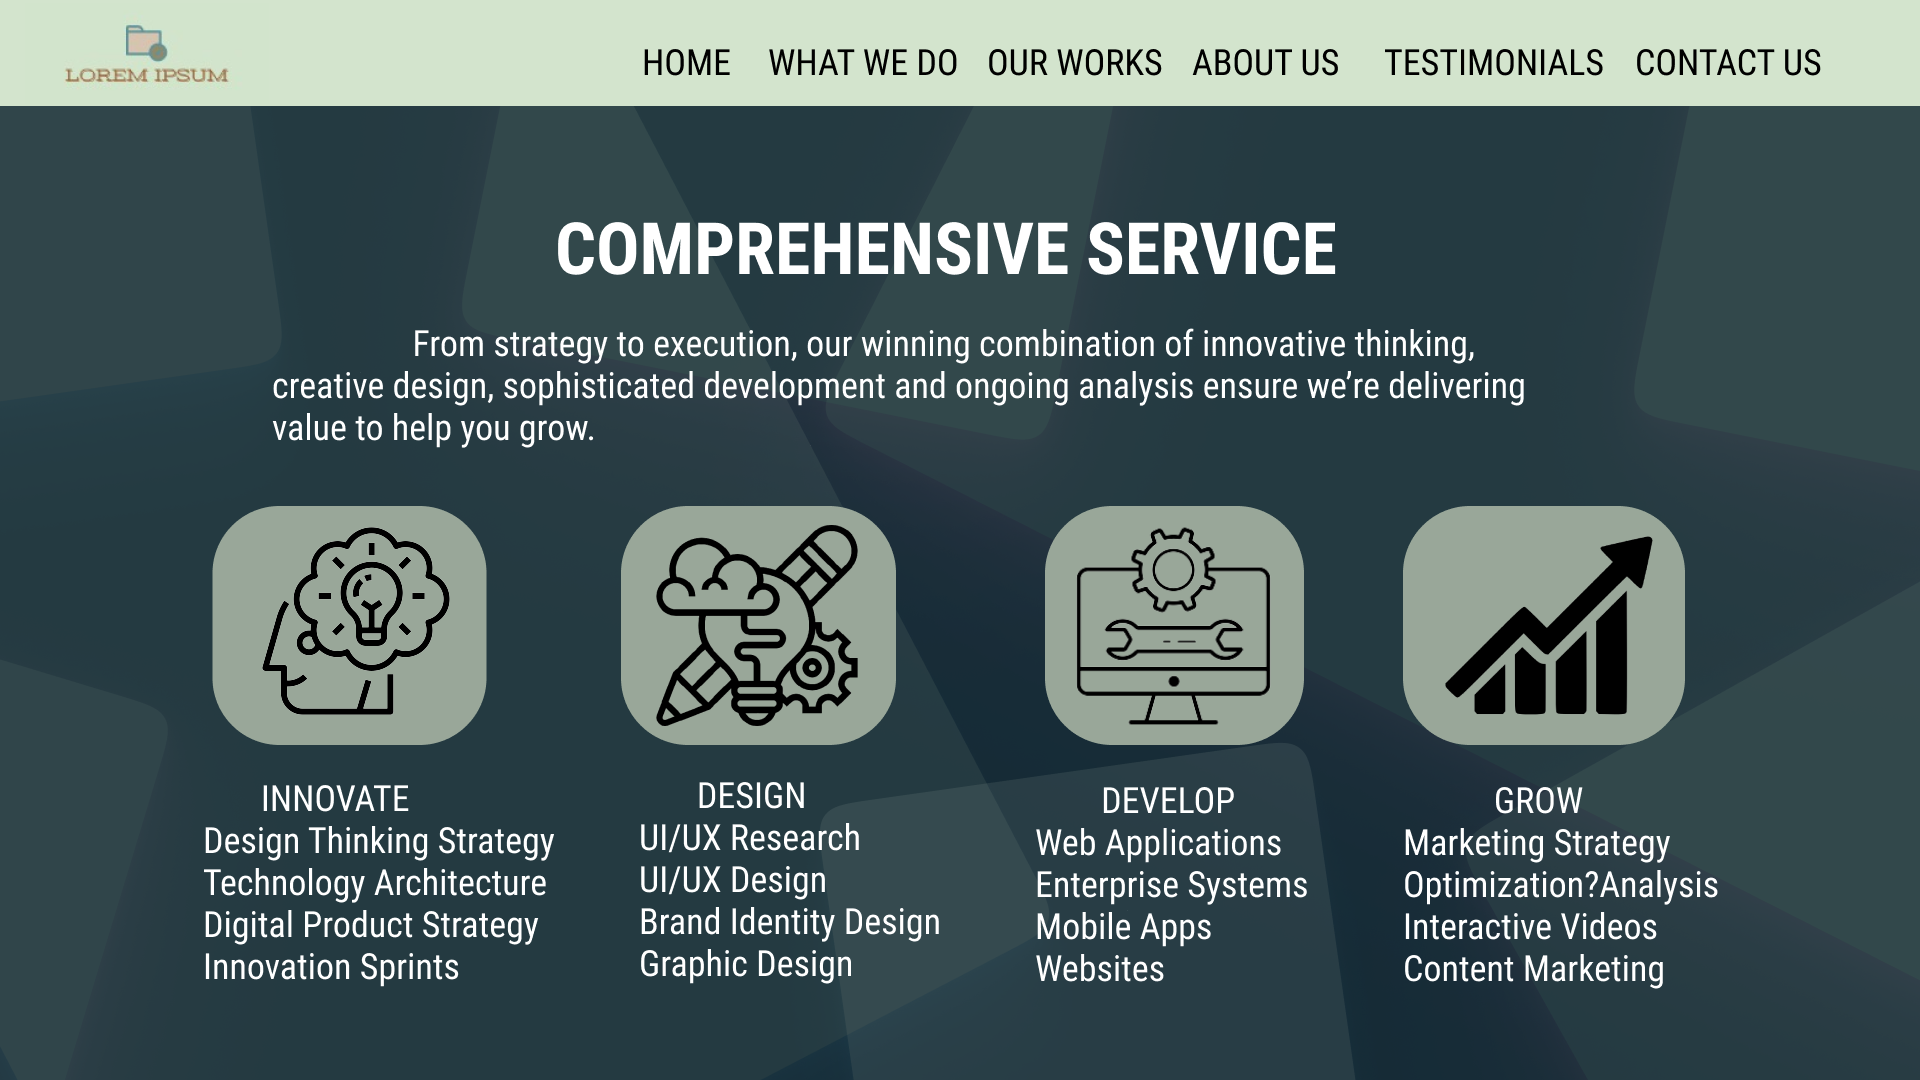 LOREM IPSUM
HOME WHAT WE DO OUR WORKS ABOUT US TESTIMONIALS CONTACT US
COMPREHENSIVE SERVICE
From strategy to execution, our winning combination of innovative thinking,
creative design, sophisticated development and ongoing analysis ensure we’re delivering
value to help you grow.
INNOVATE
Design Thinking Strategy
Technology Architecture
Digital Product Strategy
Innovation Sprints
DESIGN
UI/UX Research
UI/UX Design
Brand Identity Design
Graphic Design
DEVELOP
Web Applications
Enterprise Systems
Mobile Apps
Websites
GROW
Marketing Strategy
Optimization?Analysis
Interactive Videos
Content Marketing